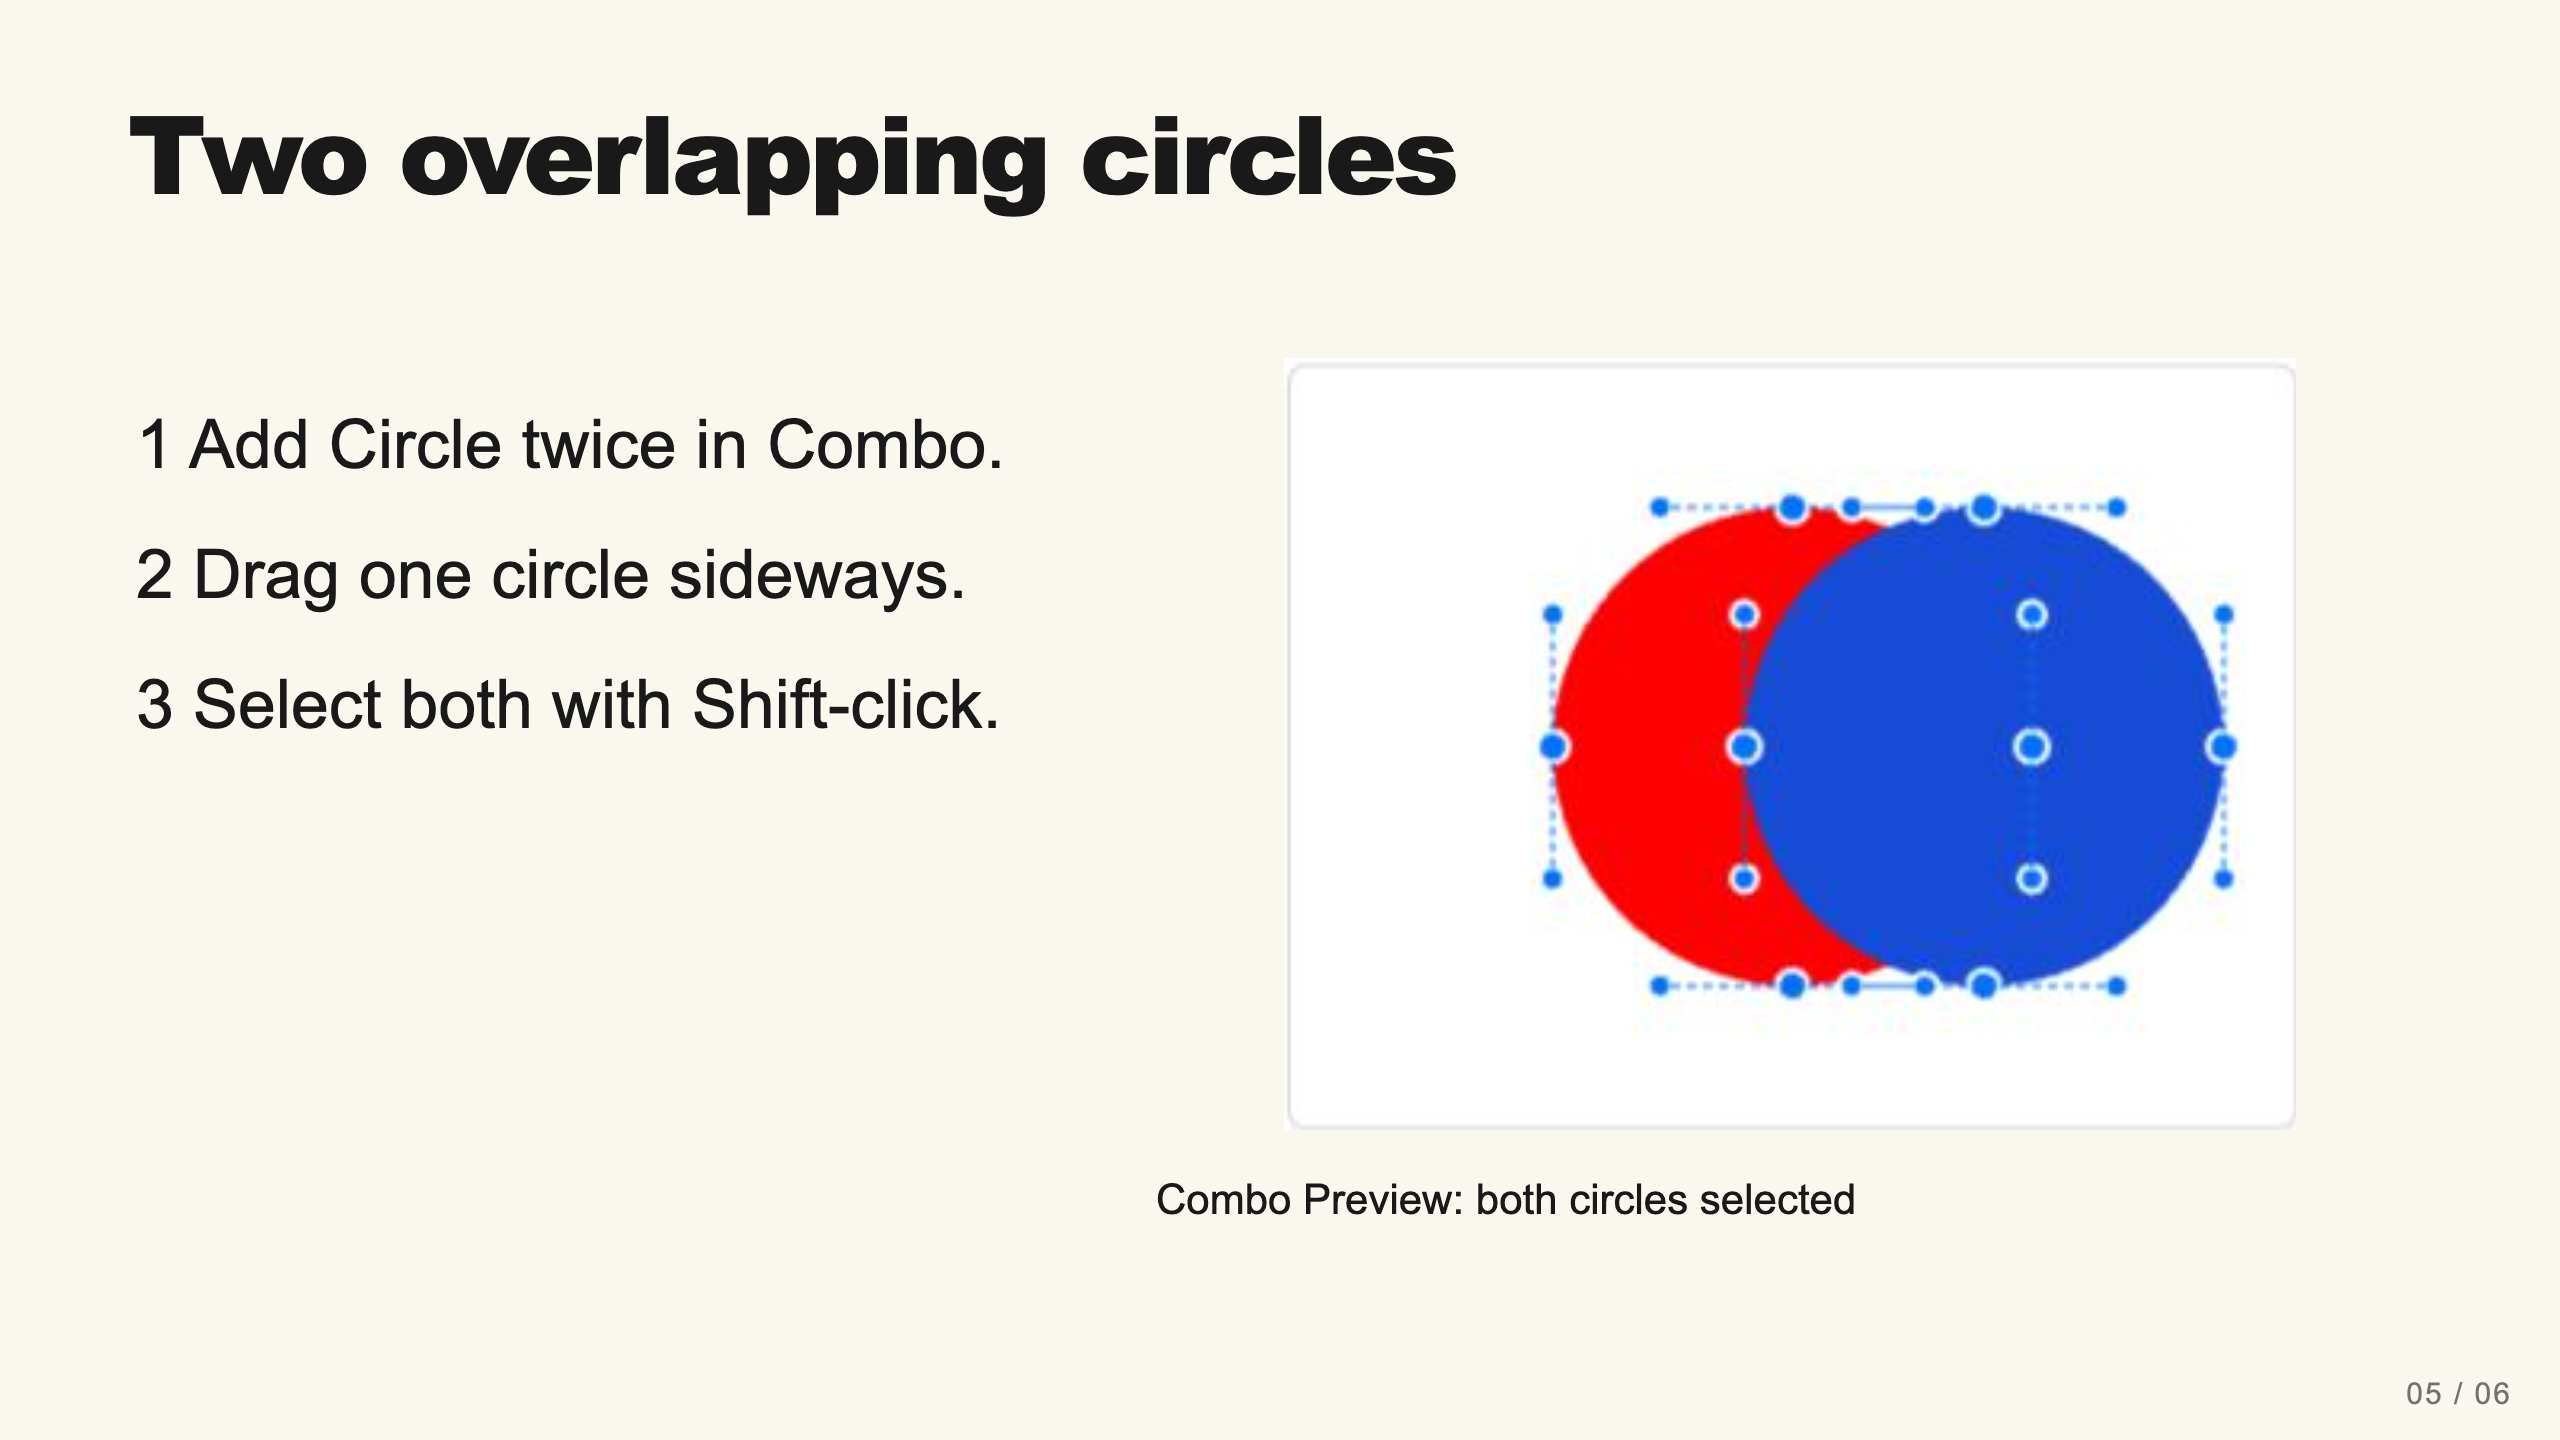 Two overlapping circles
1 Add Circle twice in Combo.
2 Drag one circle sideways.
3 Select both with Shift-click.
Combo Preview: both circles selected
05 / 06